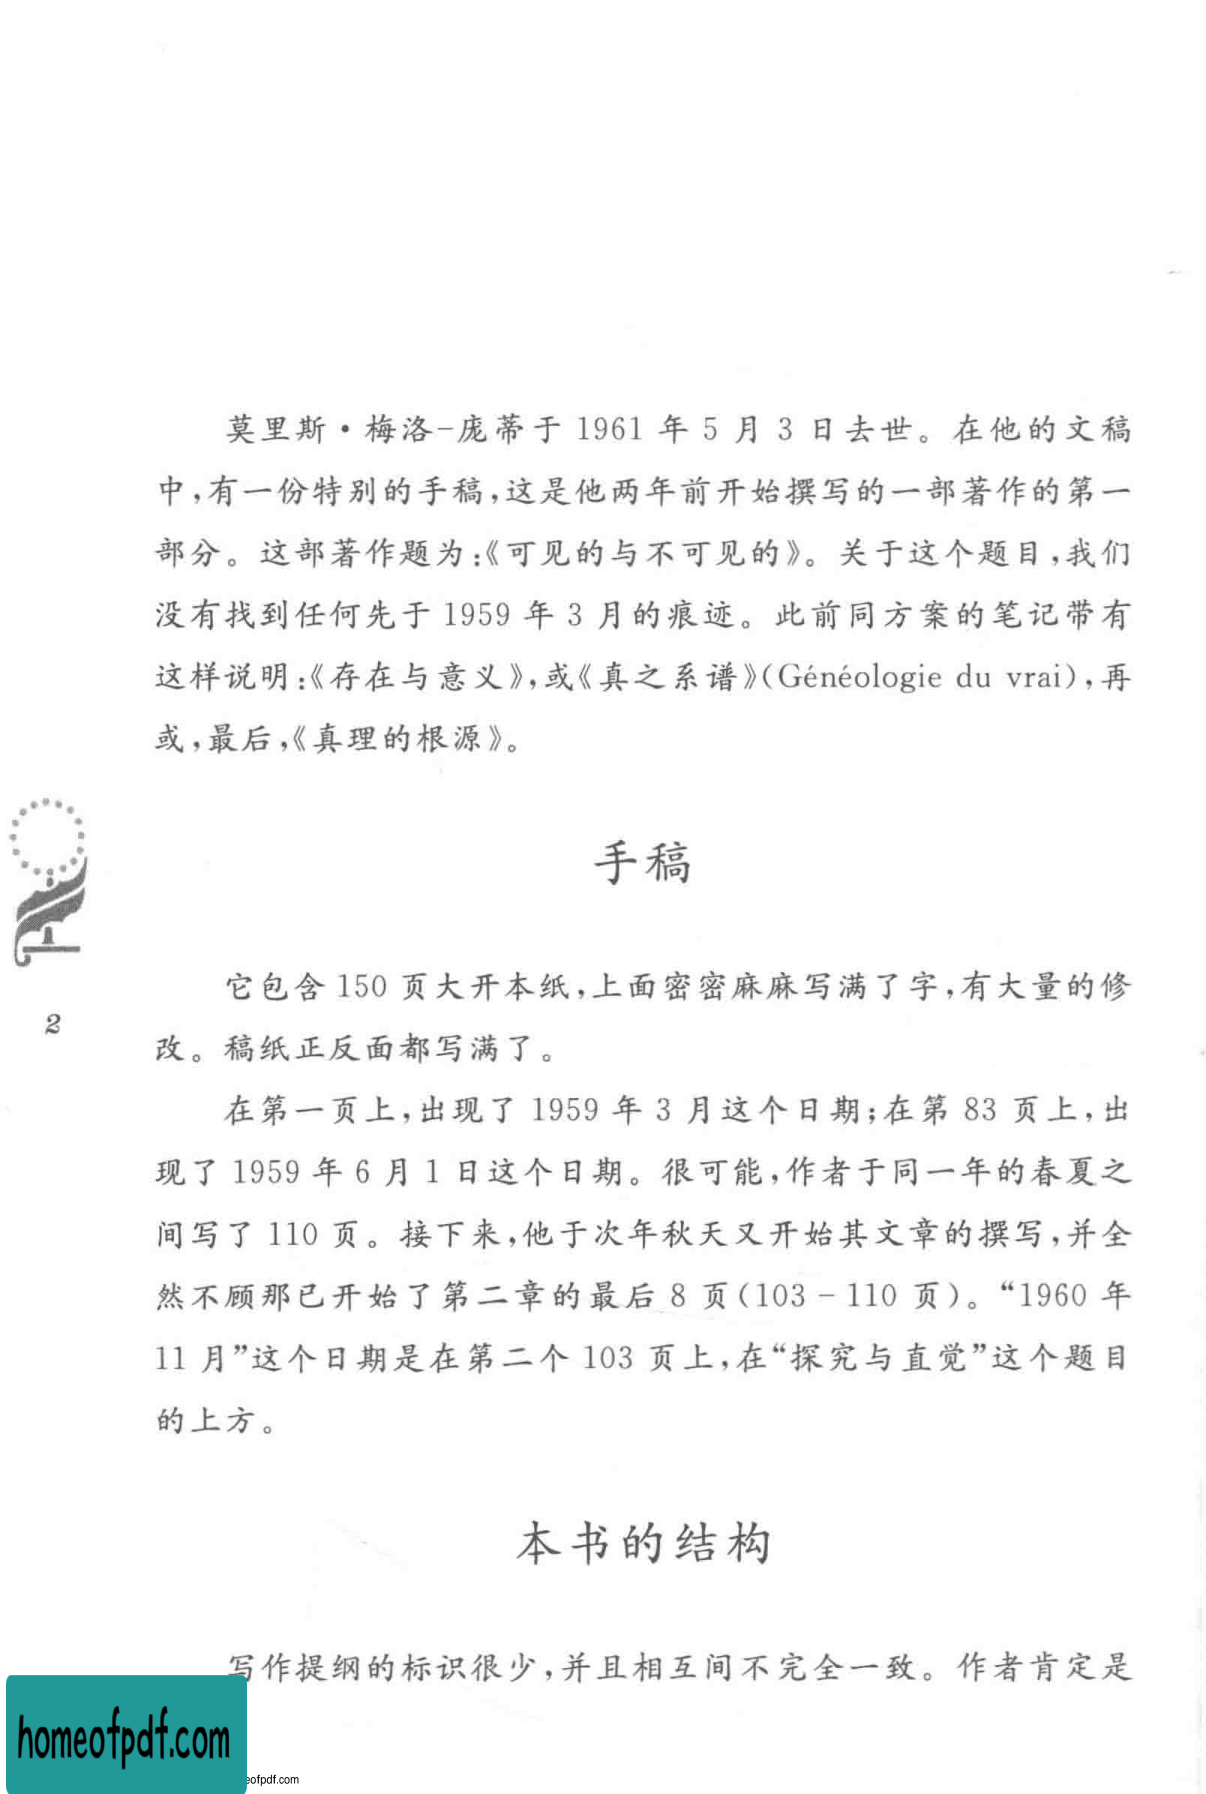 莫里斯·梅洛-庞蒂于 1961 年 5 月 3 日去世。在他的文稿
中,有一份特别的手稿,这是他两年前开始撰写的一部著作的第一
部分。这部著作题为:《可见的与不可见的》。关于这个题目,我们
没有找到任何先于 1959 年 3 月的痕迹。此前同方案的笔记带有
这样说明:《存在与意义》,或《真之系谱》(Généologie du vrai),再
或,最后,《真理的根源》。
手稿
它包含 150 页大开本纸,上面密密麻麻写满了字,有大量的修
2
改。稿纸正反面都写满了。
在第一页上,出现了 1959 年 3 月这个日期;在第 83 页上,出
现了 1959 年 6 月 1 日这个日期。很可能,作者于同一年的春夏之
间写了 110 页。接下来,他于次年秋天又开始其文章的撰写,并全
然不顾那已开始了第二章的最后 8 页(103－110 页)。“1960 年
11 月”这个日期是在第二个 103 页上,在“探究与直觉”这个题目
的上方。
本书的结构
写作提纲的标识很少,并且相互间不完全一致。作者肯定是
homeofpdf.com
eofpdf.com